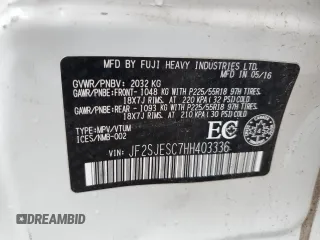 MFD. BY FUJI HEAVY INDUSTRIES LTD.
MFD IN 05/16
GVWR/PNBV: 2032 KG
GAWR/PNBE:FRONT- 1048 KG WITH P225/55R18 97H TIRES.
18X7J RIMS. AT 220 KPA ( 32 PSI) COLD
GAWR/PNBE:REAR - 1093 KG WITH P225/55R18 97H TIRES.
18X7J RIMS. AT 210 KPA ( 30 PSI) COLD
TYPE:MPV/VTUM
ICES/NMB-002
EC
JF2SJESC7HH403336
AUTOBIDCARD